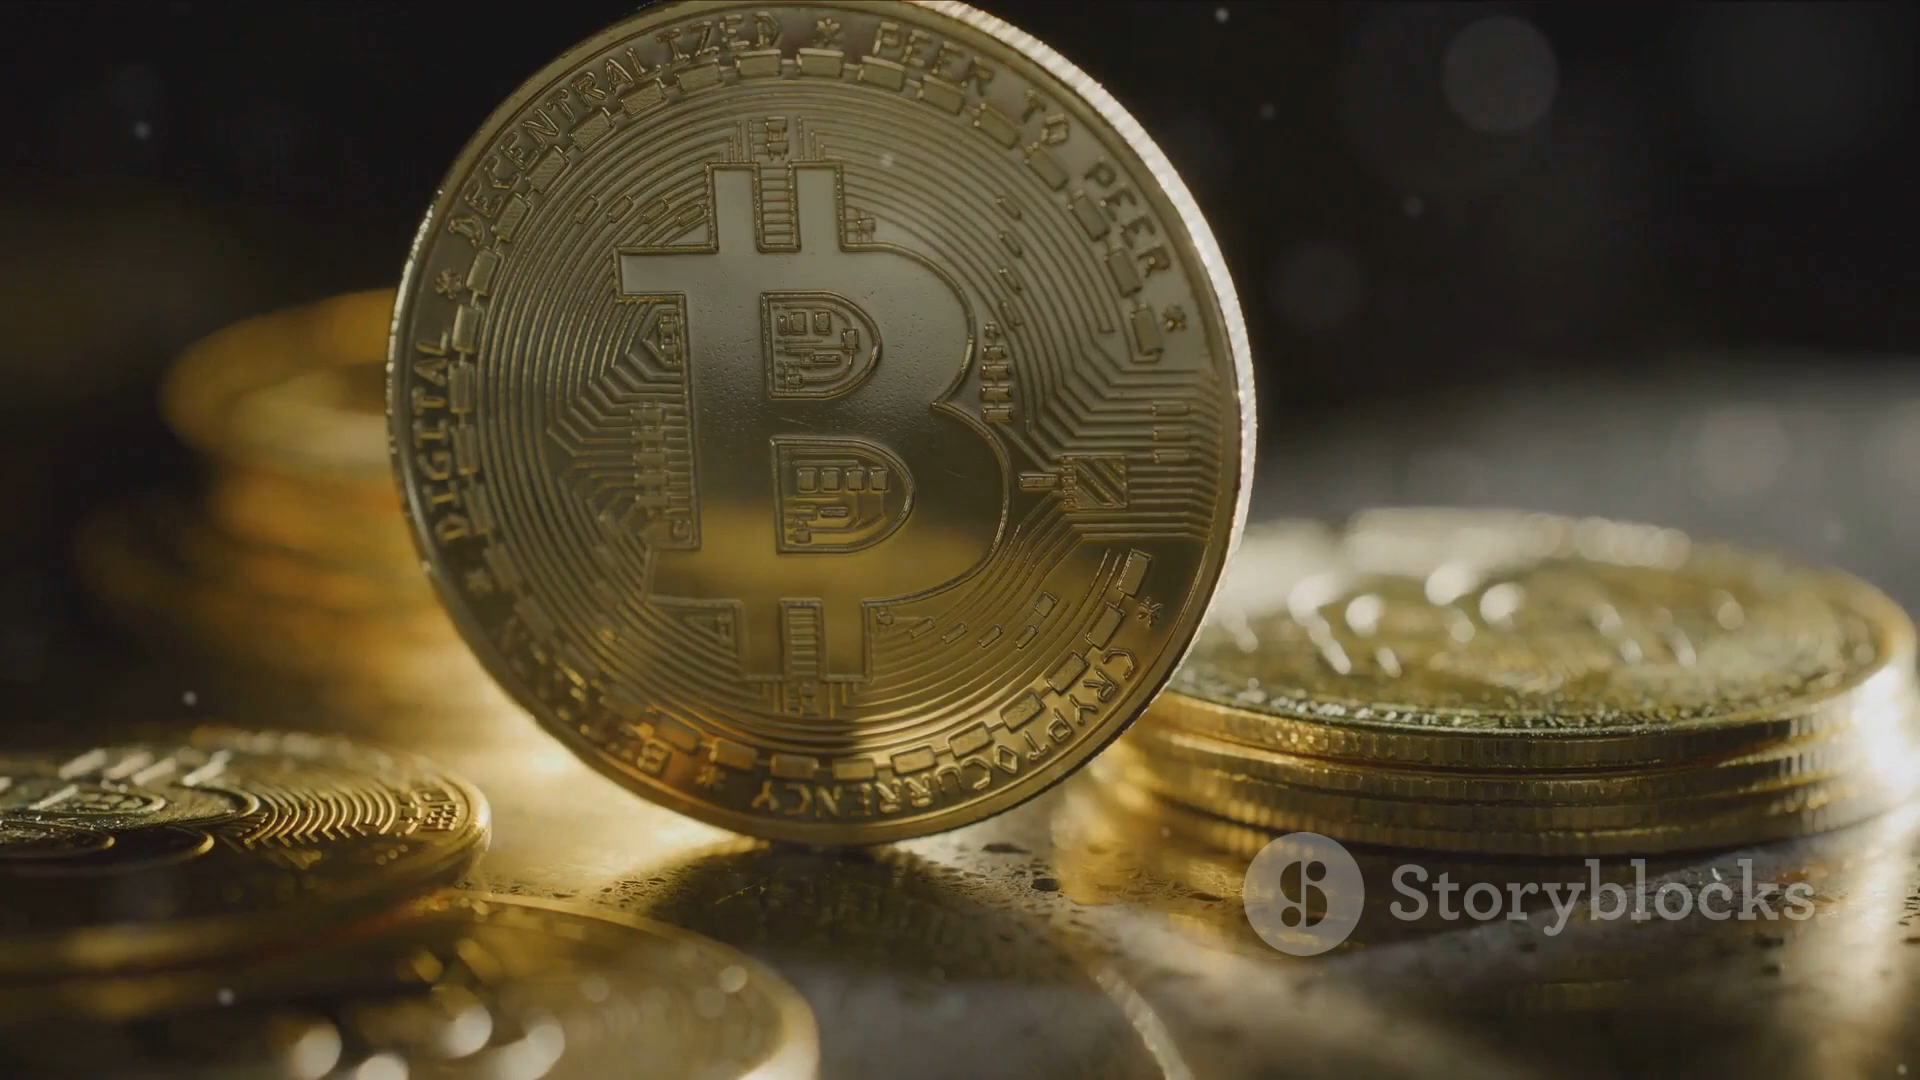 DIGITAL * DECENTRALIZED * PEER TO PEER *
CRYPTOCURRENCY *
Storyblocks